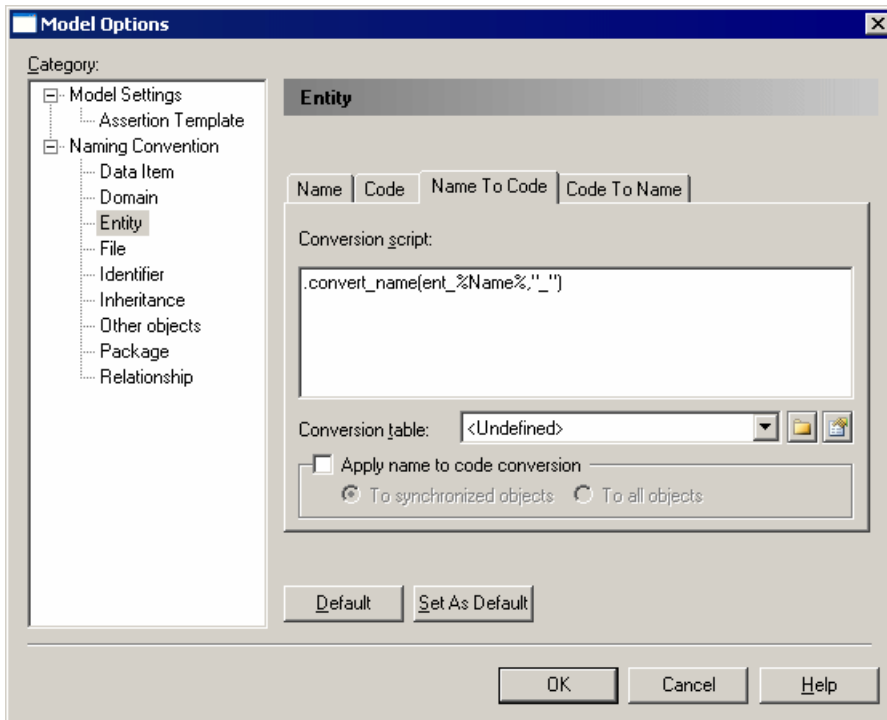 Model Options
Category:
Model Settings
Assertion Template
Naming Convention
Data Item
Domain
Entity
File
Identifier
Inheritance
Other objects
Package
Relationship
Entity
Name Code Name To Code Code To Name
Conversion script:
.convert_name(ent_%Name%,"_")
Conversion table: <Undefined>
Apply name to code conversion
To synchronized objects To all objects
Default Set As Default
OK Cancel Help